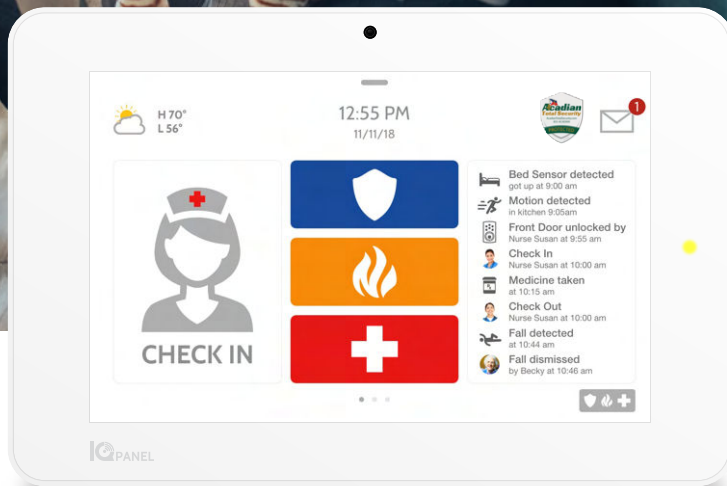 H 70°
L 56°
12:55 PM
11/11/18
Acadian
Total Security
1
CHECK IN
Bed Sensor detected
got up at 9:00 am
Motion detected
in kitchen 9:05am
Front Door unlocked by
Nurse Susan at 9:55 am
Check In
Nurse Susan at 10:00 am
Medicine taken
at 10:15 am
Check Out
Nurse Susan at 10:00 am
Fall detected
at 10:44 am
Fall dismissed
by Becky at 10:46 am
IQ PANEL